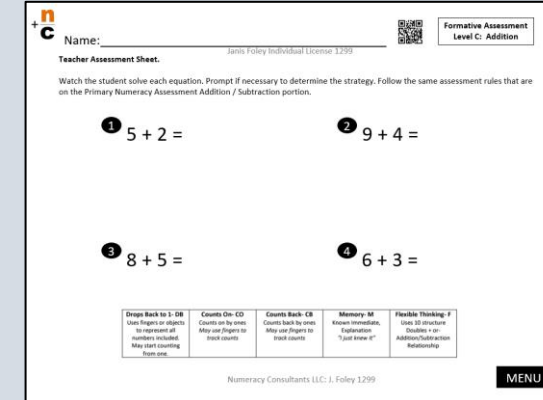 +n
c
Name:
Janis Foley Individual License 1299
Formative Assessment
Level C: Addition
Teacher Assessment Sheet.
Watch the student solve each equation. Prompt if necessary to determine the strategy. Follow the same assessment rules that are
on the Primary Numeracy Assessment Addition / Subtraction portion.
1 5 + 2 =
2 9 + 4 =
3 8 + 5 =
4 6 + 3 =
Drops Back to 1- DB
Uses fingers or objects
to represent all
numbers included.
May start counting
from one.
Counts On- CO
Counts on by ones
May use fingers to
track counts
Counts Back- CB
Counts back by ones
May use fingers to
track counts
Memory- M
Known immediate,
Explanation
"I just knew it"
Flexible Thinking- F
Uses 10 structure
Doubles + or-
Addition/Subtraction
Relationship
Numeracy Consultants LLC: J. Foley 1299
MENU